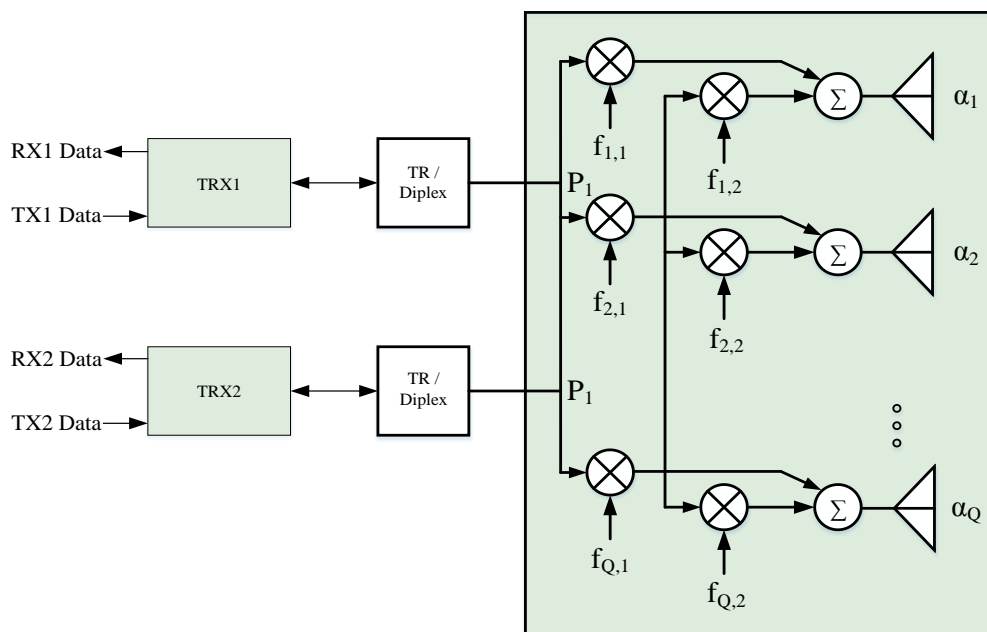 RX1 Data
TX1 Data
TRX1
TR /
Diplex
P1
f1,1
f1,2
Σ
α1
f2,1
f2,2
Σ
α2
RX2 Data
TX2 Data
TRX2
TR /
Diplex
P1
fQ,1
fQ,2
Σ
αQ